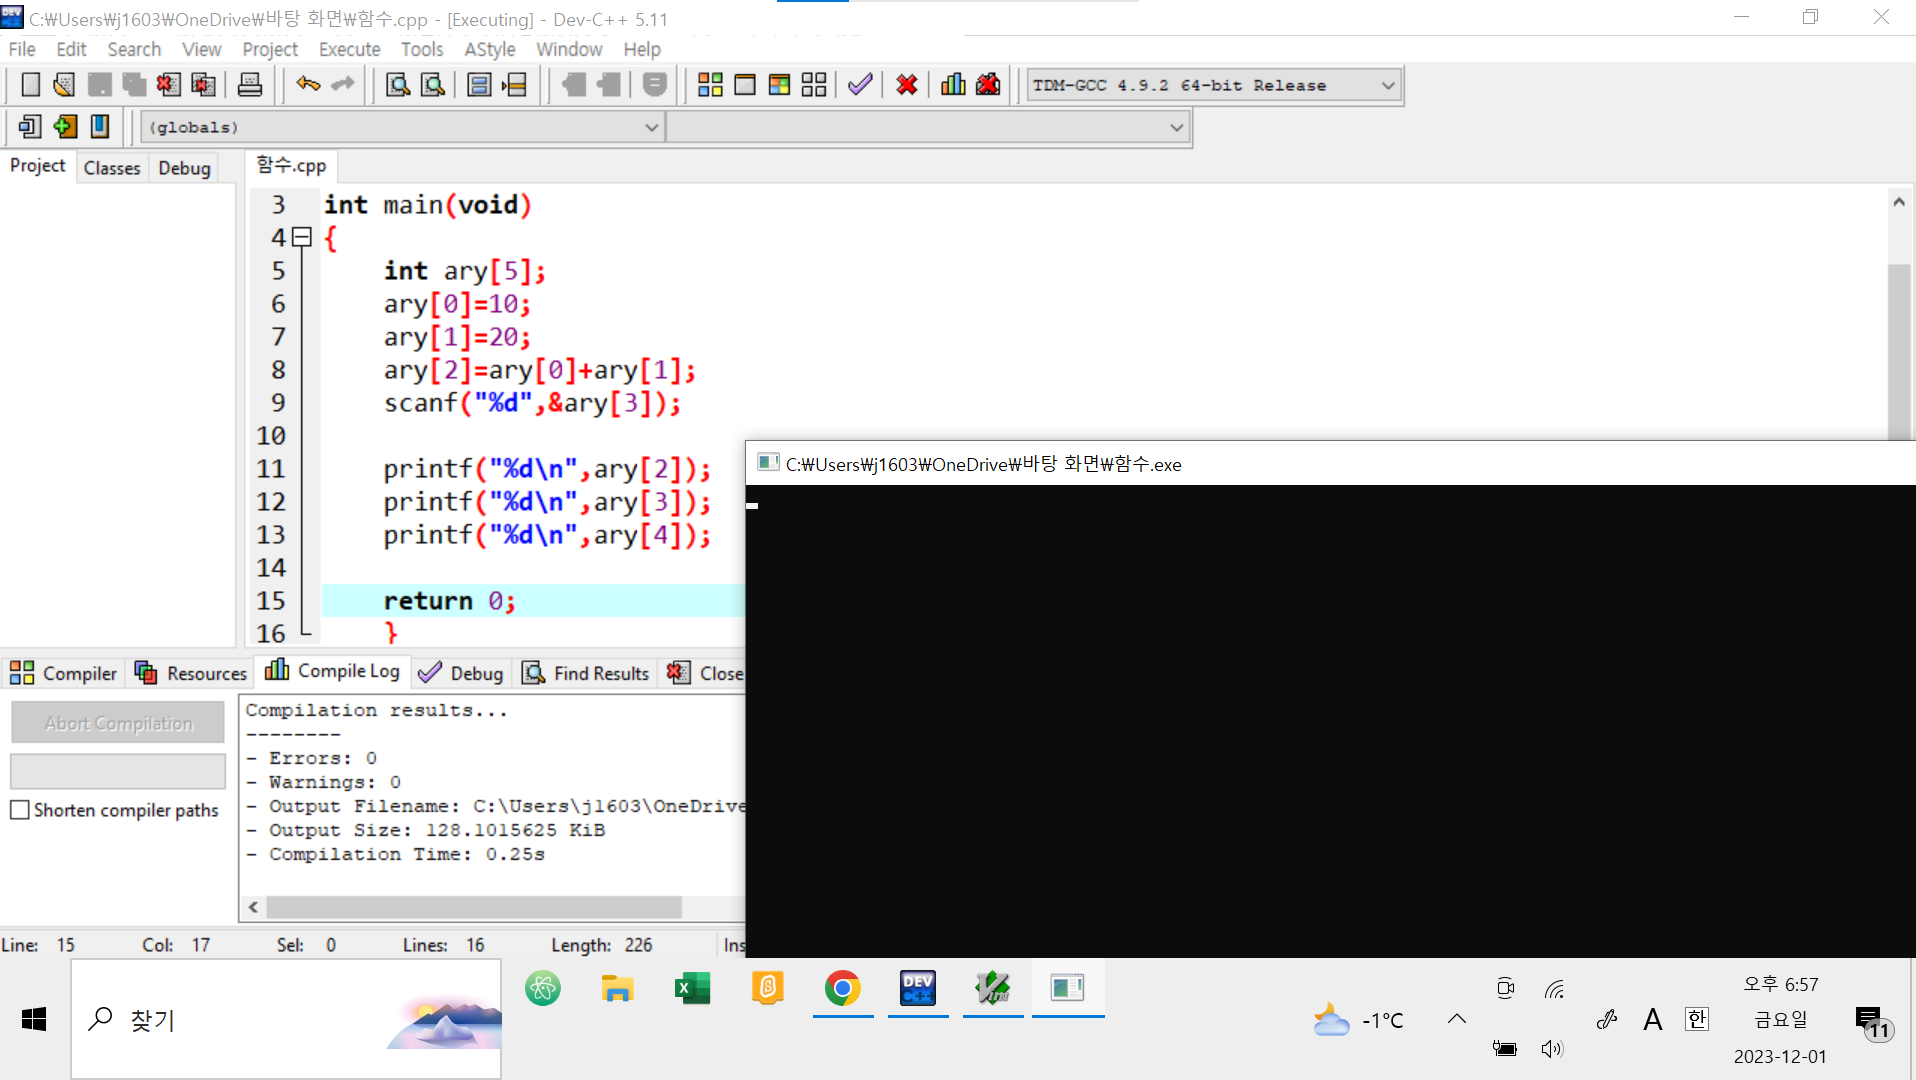 C:₩Users₩j1603₩OneDrive₩바탕 화면₩함수.cpp - [Executing] - Dev-C++ 5.11
File Edit Search View Project Execute Tools AStyle Window Help
TDM-GCC 4.9.2 64-bit Release
(globals)
Project Classes Debug
함수.cpp
3 int main(void)
4 {
5 int ary[5];
6 ary[0]=10;
7 ary[1]=20;
8 ary[2]=ary[0]+ary[1];
9 scanf("%d",&ary[3]);
10
11 printf("%d\n",ary[2]);
12 printf("%d\n",ary[3]);
13 printf("%d\n",ary[4]);
14
15 return 0;
16 }
C:₩Users₩j1603₩OneDrive₩바탕 화면₩함수.exe
Compiler Resources Compile Log Debug Find Results Close
Abort Compilation
Shorten compiler paths
Compilation results...
--------
- Errors: 0
- Warnings: 0
- Output Filename: C:\Users\j1603\OneDrive
- Output Size: 128.1015625 KiB
- Compilation Time: 0.25s
Line: 15 Col: 17 Sel: 0 Lines: 16 Length: 226 Ins
찾기
DEV C++
Vim
-1°C
A
한
오후 6:57
금요일
2023-12-01
11